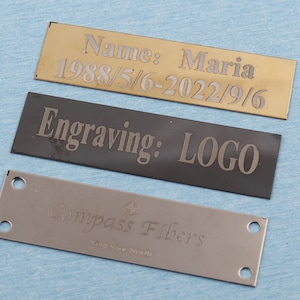 Name: Maria
1988/5/6-2022/9/6
Engraving: LOGO
Compass Fibers